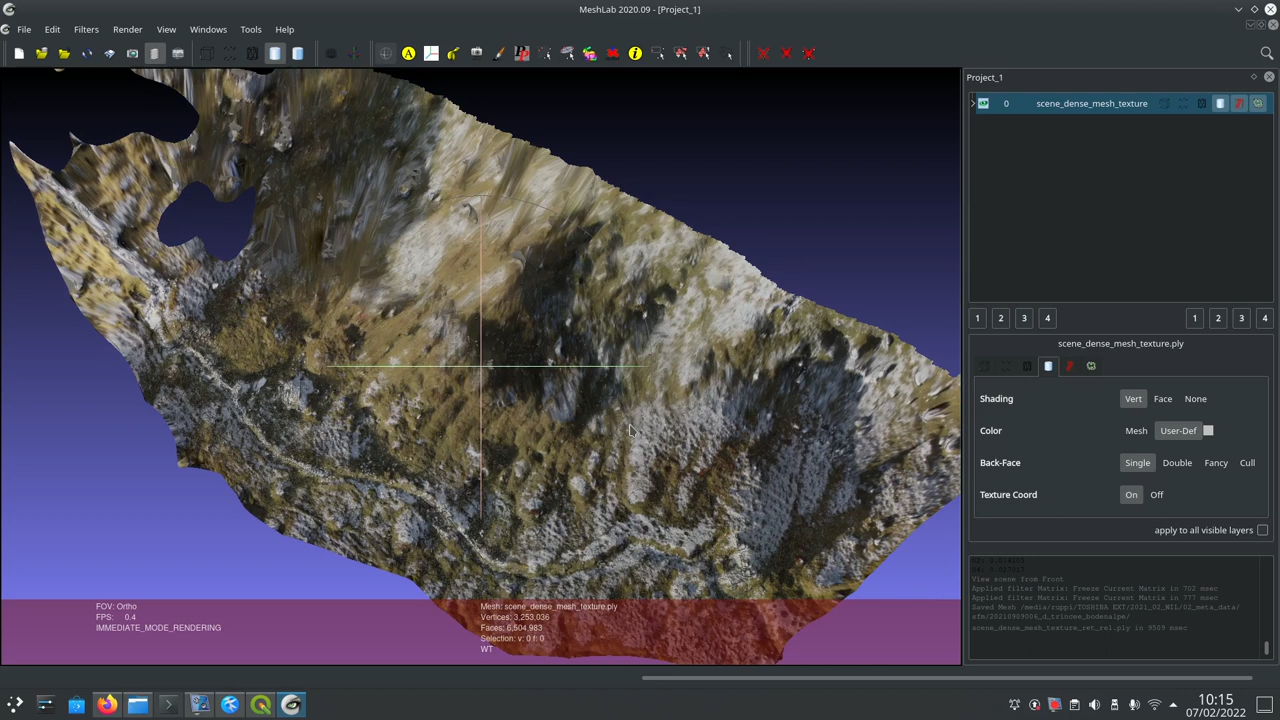 MeshLab 2020.09 - [Project_1]
File Edit Filters Render View Windows Tools Help
Project_1
0 scene_dense_mesh_texture
1 2 3 4 1 2 3 4
scene_dense_mesh_texture.ply
Shading Vert Face None
Color Mesh User-Def
Back-Face Single Double Fancy Cull
Texture Coord On Off
apply to all visible layers
View scene from Front
Applied filter Matrix: Freeze Current Matrix in 702 msec
Applied filter Matrix: Freeze Current Matrix in 777 msec
scene_dense_mesh_texture_ret_rel.ply in 9509 msec
FOV: Ortho
FPS: 0.4
IMMEDIATE_MODE_RENDERING
Mesh: scene_dense_mesh_texture.ply
Vertices: 3,253,036
Faces: 6,504,983
Selection: v: 0 f: 0
WT
10:15
07/02/2022